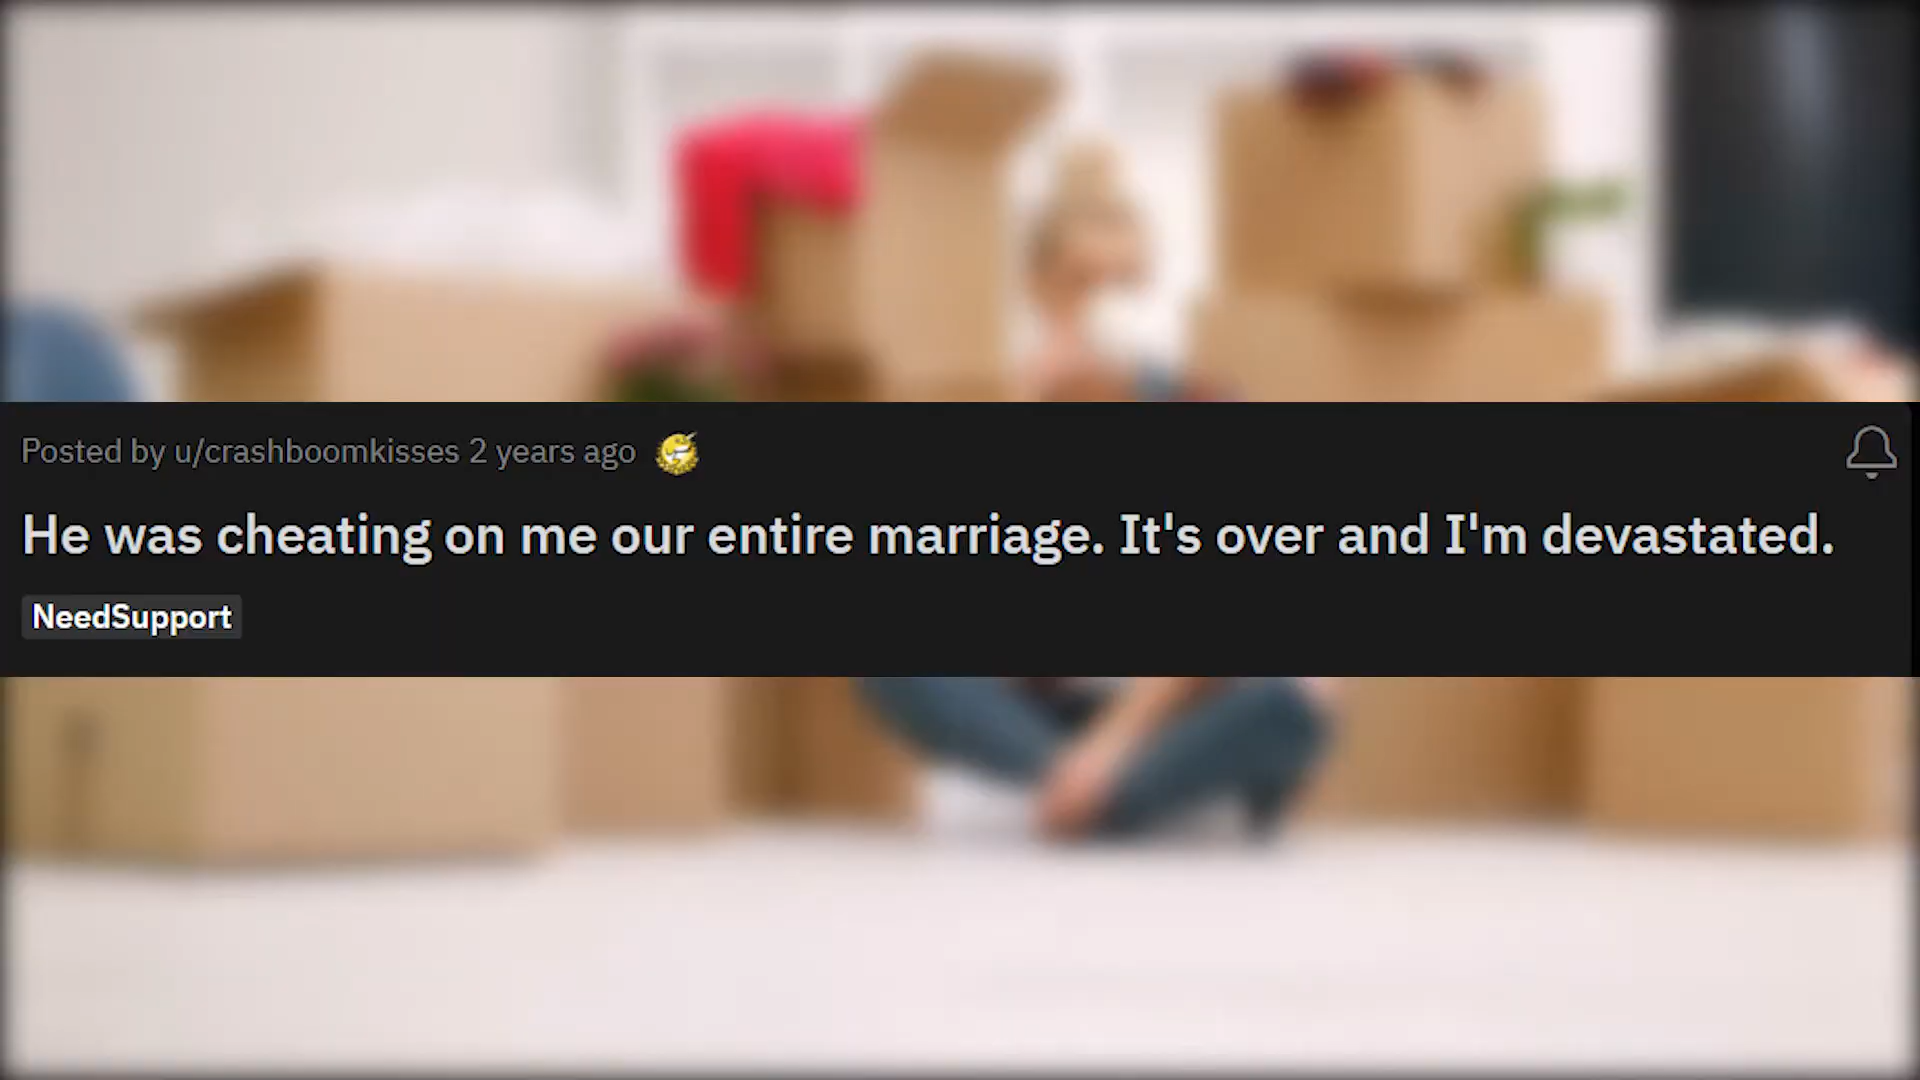 Posted by u/crashboomkisses 2 years ago
He was cheating on me our entire marriage. It's over and I'm devastated.
NeedSupport